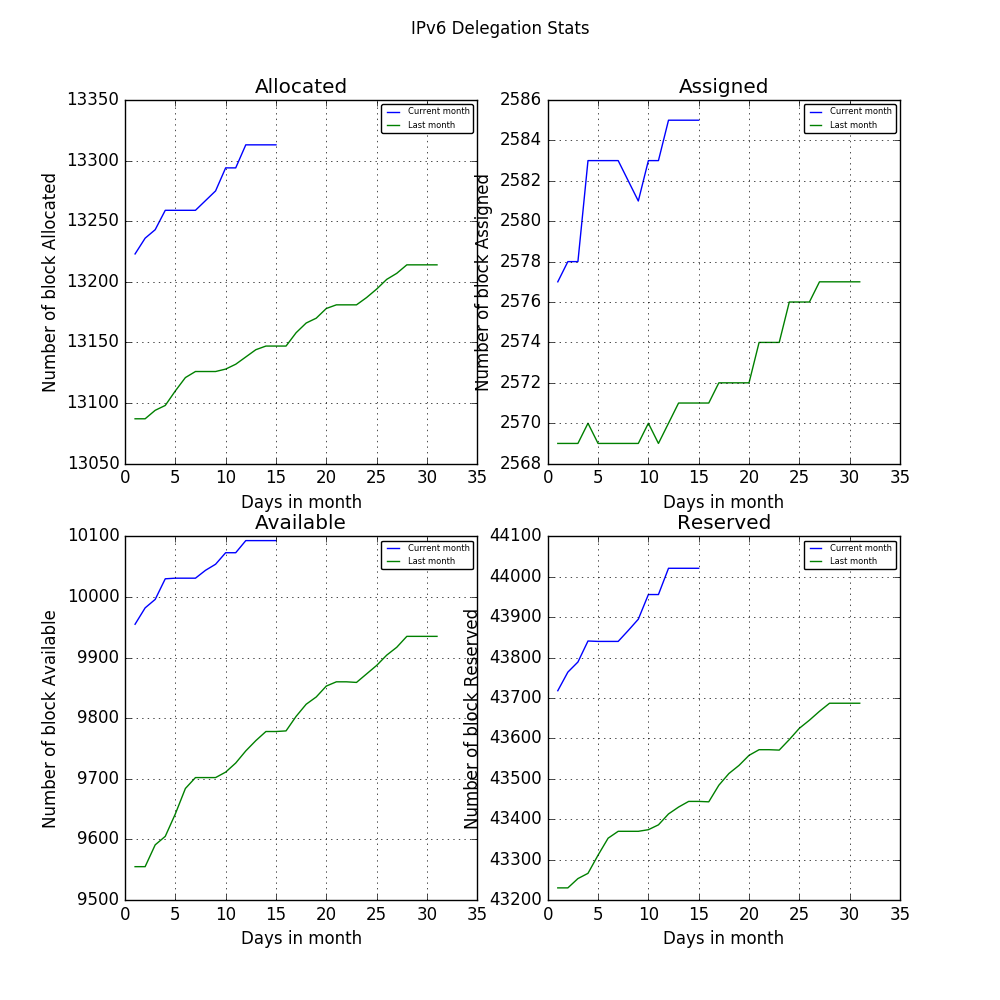 IPv6 Delegation Stats
Allocated
Number of block Allocated
13350
13300
13250
13200
13150
13100
13050
Current month
Last month
0 5 10 15 20 25 30 35
Days in month
Assigned
Number of block Assigned
2586
2584
2582
2580
2578
2576
2574
2572
2570
2568
Current month
Last month
0 5 10 15 20 25 30 35
Days in month
Available
Number of block Available
10100
10000
9900
9800
9700
9600
9500
Current month
Last month
0 5 10 15 20 25 30 35
Days in month
Reserved
Number of block Reserved
44100
44000
43900
43800
43700
43600
43500
43400
43300
43200
Current month
Last month
0 5 10 15 20 25 30 35
Days in month